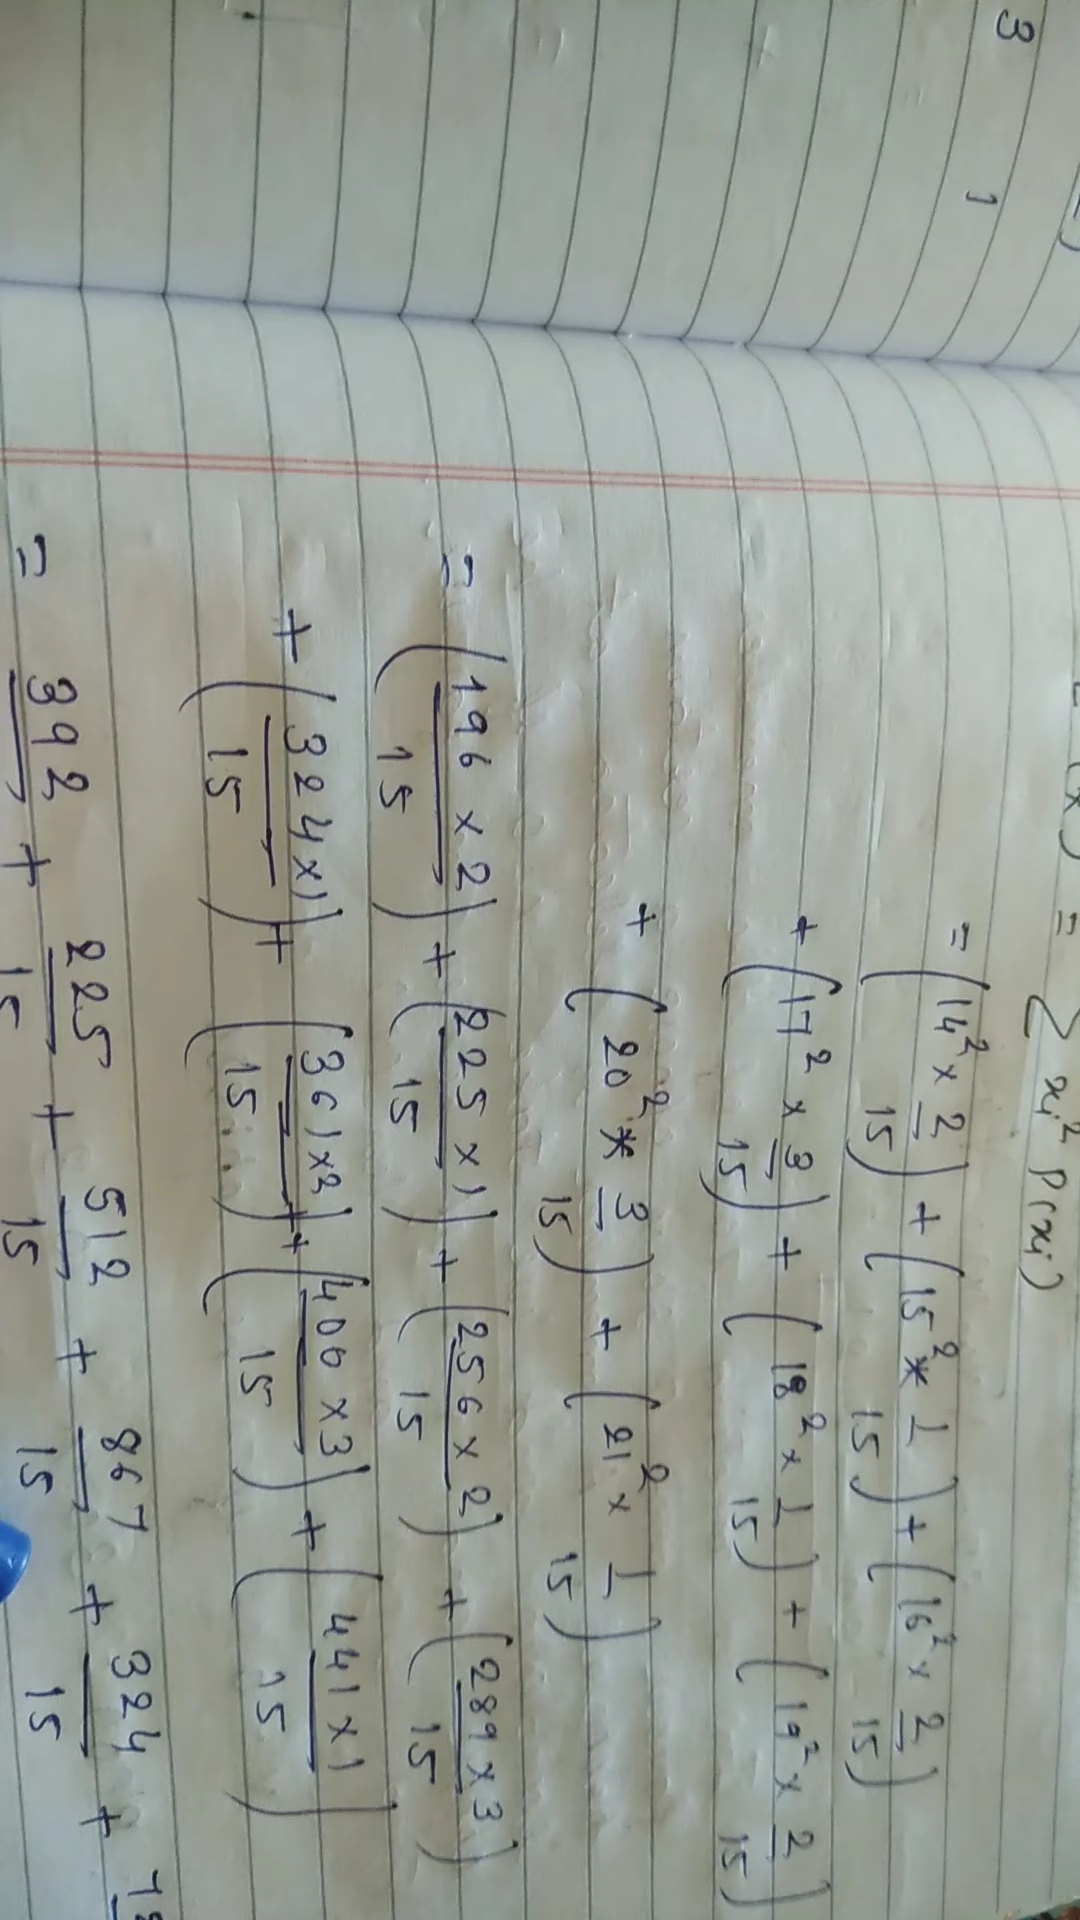 3 1
(x) = ∑ xi² P(xi)
= (14² × 2/15) + (15² * 1/15) + (16² × 2/15)
+ (17² × 3/15) + (18² × 1/15) + (19² × 2/15)
+ (20² * 3/15) + (21² × 1/15)
= (196 × 2/15) + (225 × 1/15) + (256 × 2/15) + (289 × 3/15)
+ (324 × 1/15) + (361 × 2/15) + (400 × 3/15) + (441 × 1/15)
= 392 + 225/15 + 512/15 + 867/15 + 324/15 +